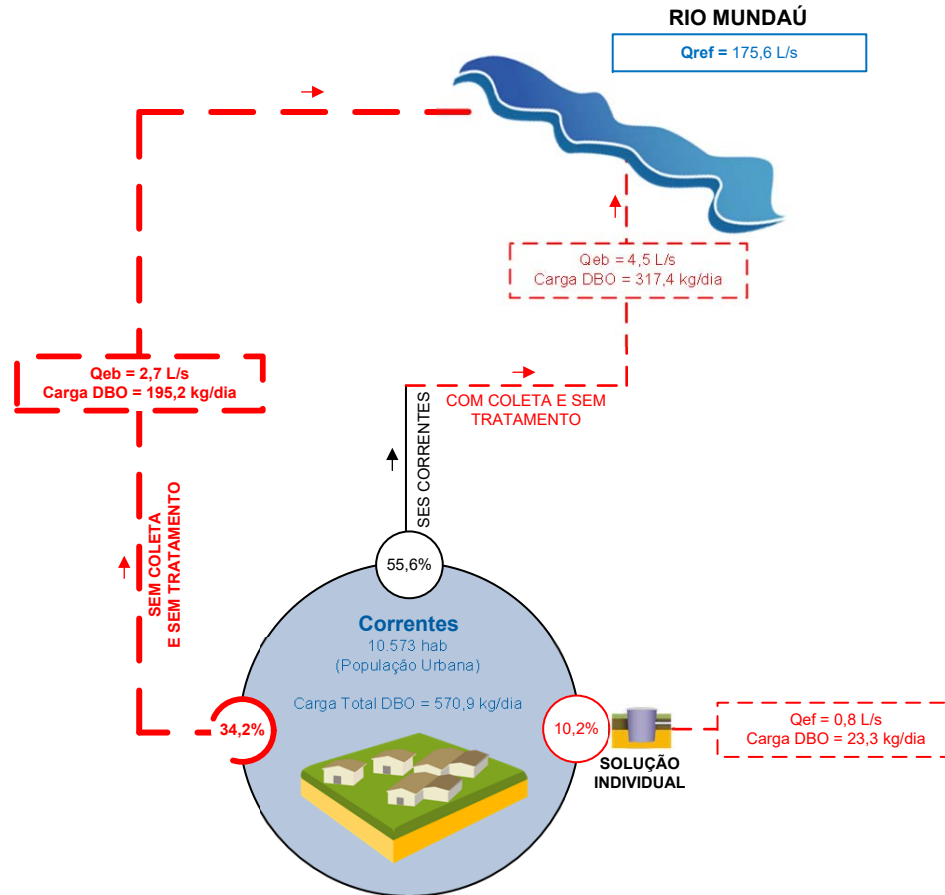 RIO MUNDAÚ
Qref = 175,6 L/s
Qeb = 4,5 L/s
Carga DBO = 317,4 kg/dia
Qeb = 2,7 L/s
Carga DBO = 195,2 kg/dia
COM COLETA E SEM
TRATAMENTO
SES CORRENTES
SEM COLETA
E SEM TRATAMENTO
55,6%
Correntes
10.573 hab
(População Urbana)
Carga Total DBO = 570,9 kg/dia
34,2%
10,2%
SOLUÇÃO
INDIVIDUAL
Qef = 0,8 L/s
Carga DBO = 23,3 kg/dia